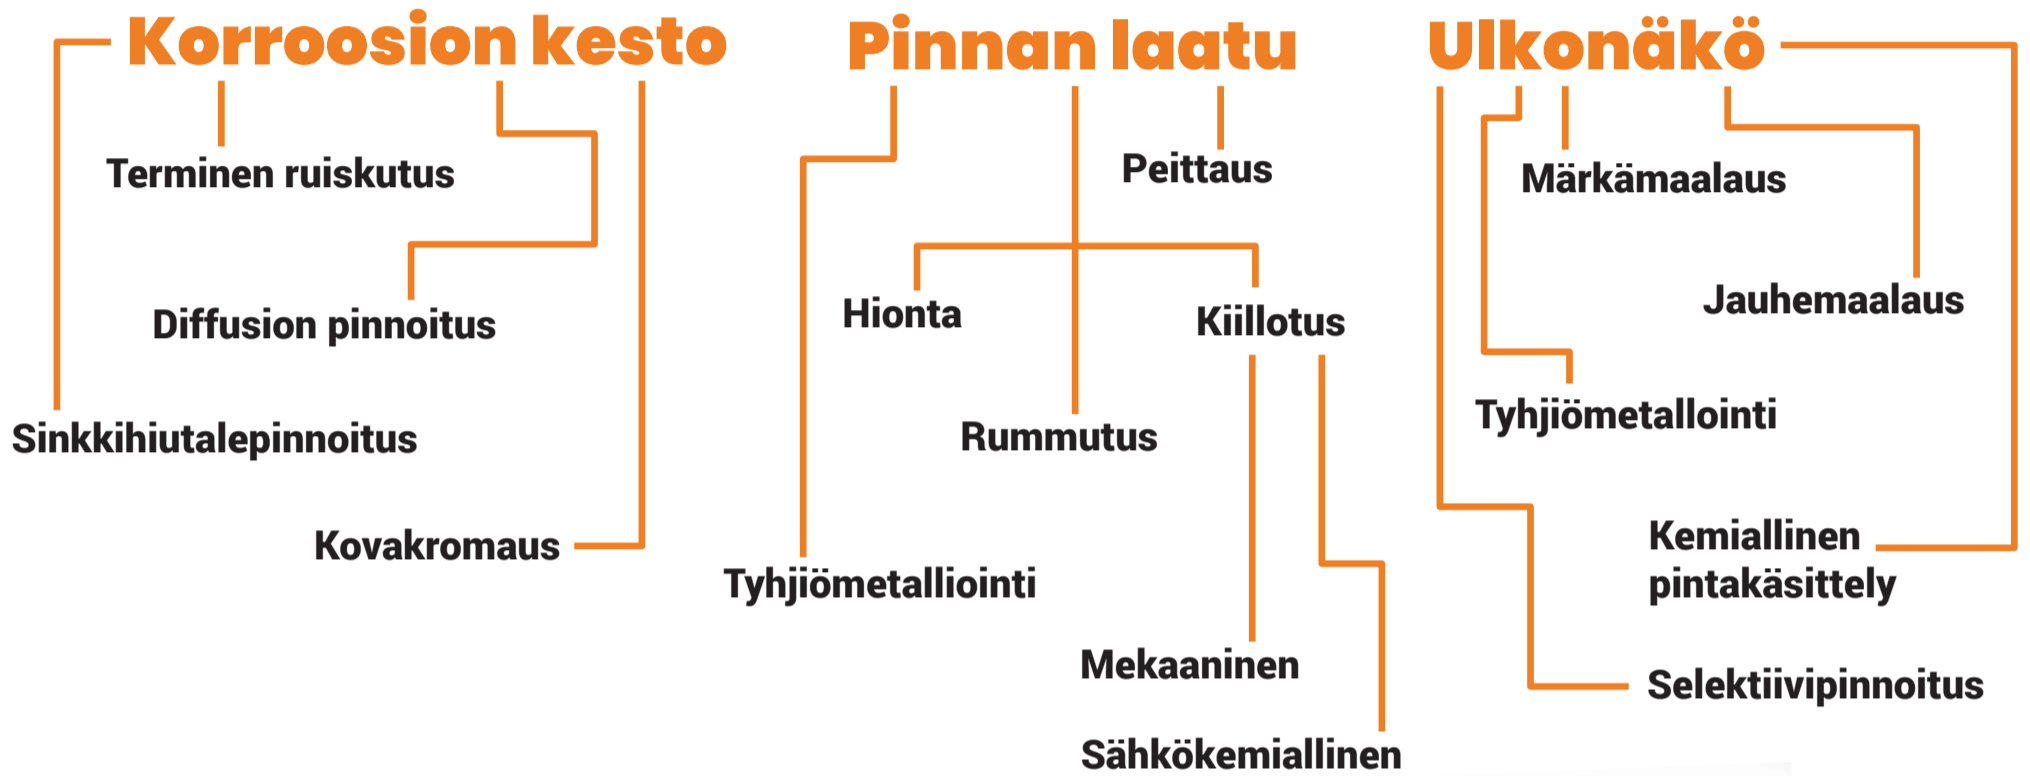 Korroosion kesto
Terminen ruiskutus
Diffusion pinnoitus
Sinkkihiutalepinnoitus
Kovakromaus
Pinnan laatu
Peittaus
Hionta
Kiillotus
Rummutus
Tyhjiömetalliointi
Mekaaninen
Sähkökemiallinen
Ulkonäkö
Märkämaalaus
Jauhemaalaus
Tyhjiömetallointi
Kemiallinen
pintakäsittely
Selektiivipinnoitus